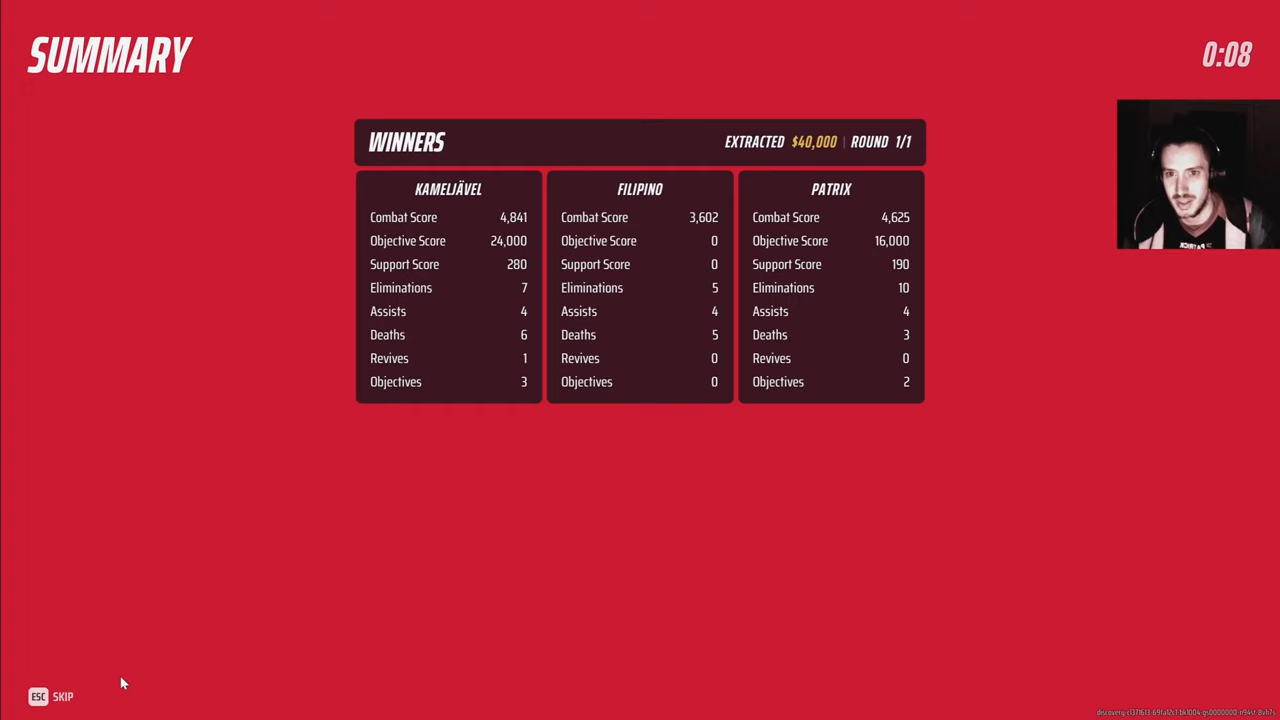 SUMMARY
0:08
WINNERS
EXTRACTED $40,000 | ROUND 1/1
KAMELJÄVEL
Combat Score 4,841
Objective Score 24,000
Support Score 280
Eliminations 7
Assists 4
Deaths 6
Revives 1
Objectives 3
FILIPINO
Combat Score 3,602
Objective Score 0
Support Score 0
Eliminations 5
Assists 4
Deaths 5
Revives 0
Objectives 0
PATRIX
Combat Score 4,625
Objective Score 16,000
Support Score 190
Eliminations 10
Assists 4
Deaths 3
Revives 0
Objectives 2
ESC SKIP